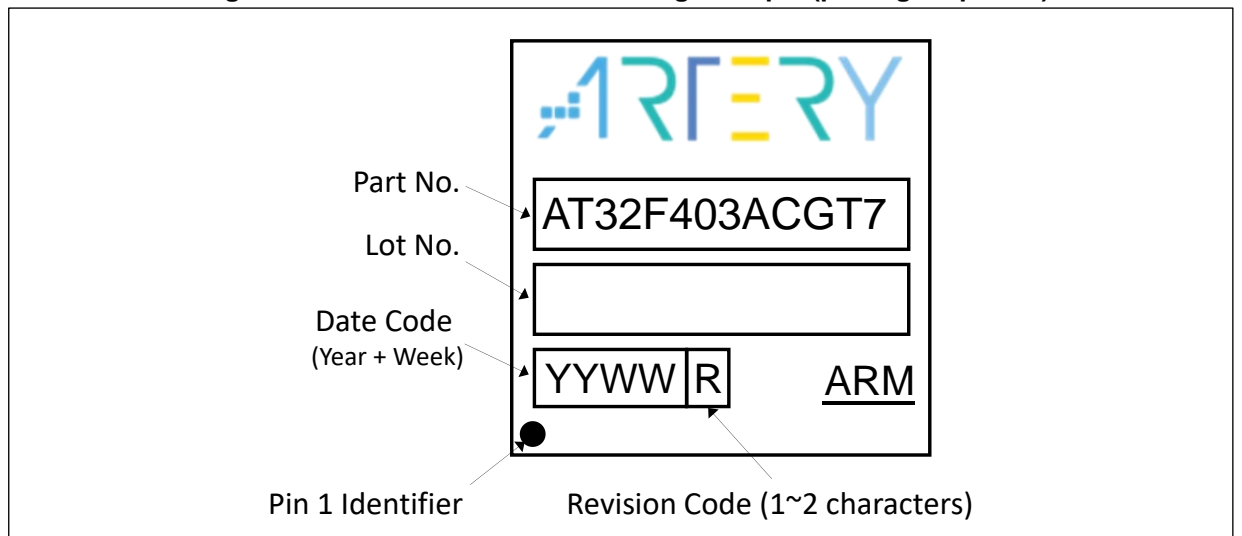 ARTERY
Part No.
AT32F403ACGT7
Lot No.
Date Code
(Year + Week)
YYWW R
ARM
Pin 1 Identifier
Revision Code (1~2 characters)